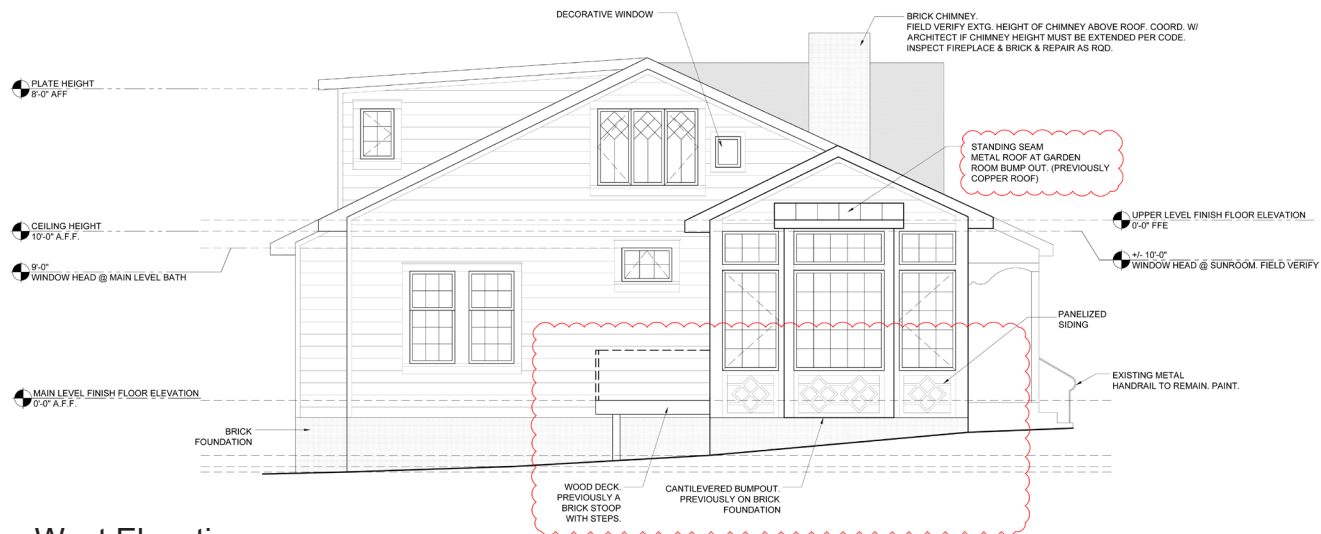 DECORATIVE WINDOW
BRICK CHIMNEY.
FIELD VERIFY EXTG. HEIGHT OF CHIMNEY ABOVE ROOF. COORD. W/
ARCHITECT IF CHIMNEY HEIGHT MUST BE EXTENDED PER CODE.
INSPECT FIREPLACE & BRICK & REPAIR AS RQD.
PLATE HEIGHT
8'-0" AFF
STANDING SEAM
METAL ROOF AT GARDEN
ROOM BUMP OUT. (PREVIOUSLY
COPPER ROOF)
CEILING HEIGHT
10'-0" A.F.F.
UPPER LEVEL FINISH FLOOR ELEVATION
0'-0" FFE
9'-0"
WINDOW HEAD @ MAIN LEVEL BATH
+/- 10'-0"
WINDOW HEAD @ SUNROOM. FIELD VERIFY
PANELIZED
SIDING
EXISTING METAL
HANDRAIL TO REMAIN. PAINT.
MAIN LEVEL FINISH FLOOR ELEVATION
0'-0" A.F.F.
BRICK
FOUNDATION
WOOD DECK.
PREVIOUSLY A
BRICK STOOP
WITH STEPS.
CANTILEVERED BUMPOUT.
PREVIOUSLY ON BRICK
FOUNDATION
West